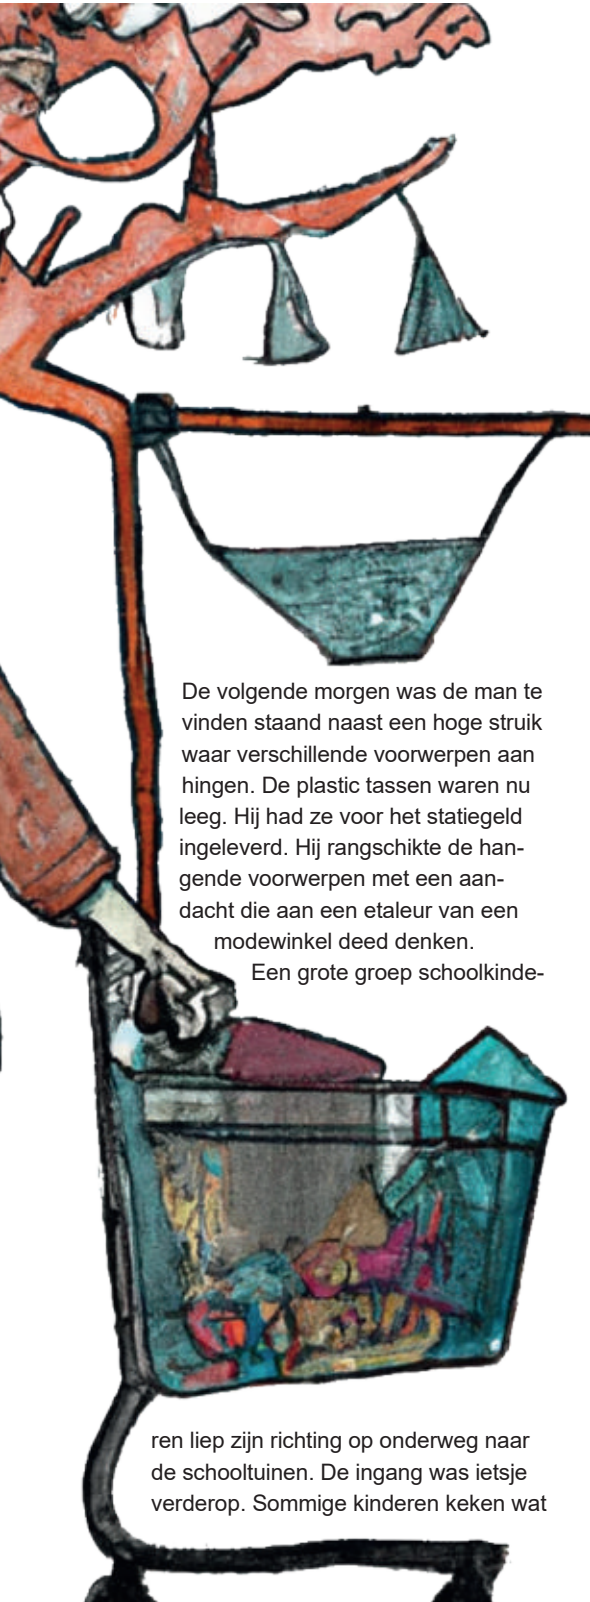 De volgende morgen was de man te
vinden staand naast een hoge struik
waar verschillende voorwerpen aan
hingen. De plastic tassen waren nu
leeg. Hij had ze voor het statiegeld
ingeleverd. Hij rangschikte de han-
gende voorwerpen met een aan-
dacht die aan een etaleur van een
modewinkel deed denken.
Een grote groep schoolkinde-
ren liep zijn richting op onderweg naar
de schooltuinen. De ingang was ietsje
verderop. Sommige kinderen keken wat